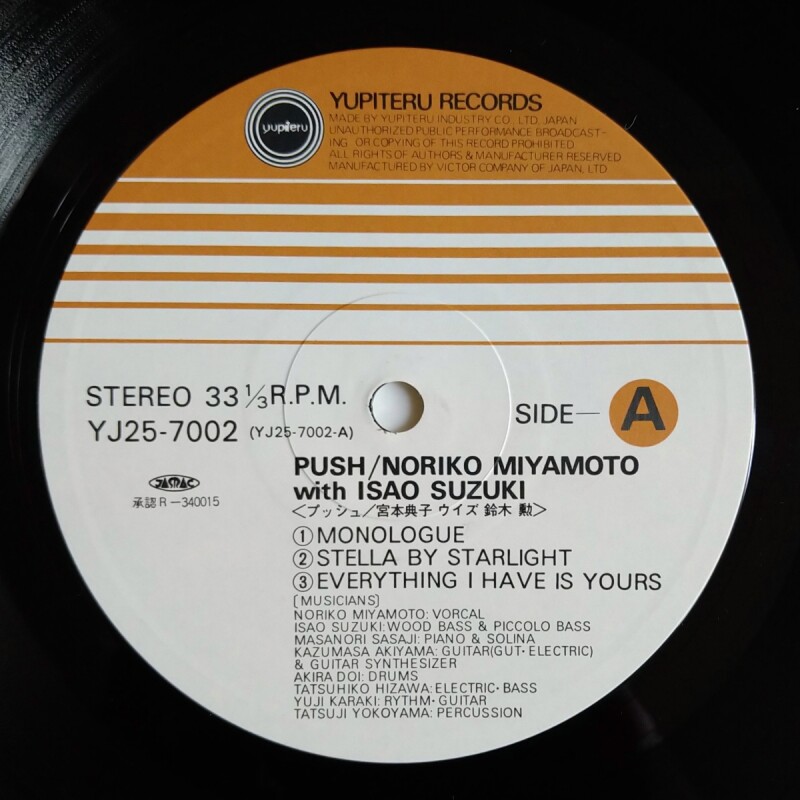 yupiteru
YUPITERU RECORDS
MADE BY YUPITERU INDUSTRY CO., LTD. JAPAN
UNAUTHORIZED PUBLIC PERFORMANCE BROADCAST-
ING OR COPYING OF THIS RECORD PROHIBITED
ALL RIGHTS OF AUTHORS & MANUFACTURER RESERVED
MANUFACTURED BY VICTOR COMPANY OF JAPAN, LTD
STEREO 33 1/3 R.P.M.
YJ25-7002 (YJ25-7002-A)
SIDE— A
JASRAC
承認R—340015
PUSH/NORIKO MIYAMOTO
with ISAO SUZUKI
<プッシュ/宮本典子 ウイズ 鈴木 勲>
①MONOLOGUE
②STELLA BY STARLIGHT
③EVERYTHING I HAVE IS YOURS
[MUSICIANS]
NORIKO MIYAMOTO: VORCAL
ISAO SUZUKI: WOOD BASS & PICCOLO BASS
MASANORI SASAJI: PIANO & SOLINA
KAZUMASA AKIYAMA: GUITAR(GUT・ELECTRIC)
& GUITAR SYNTHESIZER
AKIRA DOI: DRUMS
TATSUHIKO HIZAWA: ELECTRIC・BASS
YUJI KARAKI: RYTHM・GUITAR
TATSUJI YOKOYAMA: PERCUSSION